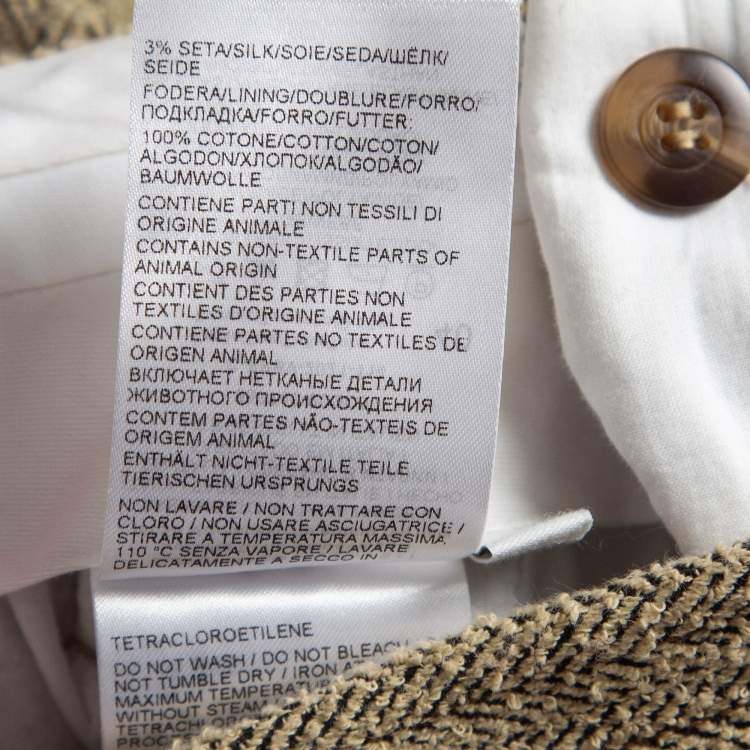 3% SETA/SILK/SOIE/SEDA/ШЁЛК/
SEIDE
FODERA/LINING/DOUBLURE/FORRO/
ПОДКЛАДКА/FORRO/FUTTER:
100% COTONE/COTTON/COTON/
ALGODON/ХЛОПОК/ALGODÃO/
BAUMWOLLE
CONTIENE PARTI NON TESSILI DI
ORIGINE ANIMALE
CONTAINS NON-TEXTILE PARTS OF
ANIMAL ORIGIN
CONTIENT DES PARTIES NON
TEXTILES D'ORIGINE ANIMALE
CONTIENE PARTES NO TEXTILES DE
ORIGEN ANIMAL
ВКЛЮЧАЕТ НЕТКАНЫЕ ДЕТАЛИ
ЖИВОТНОГО ПРОИСХОЖДЕНИЯ
CONTEM PARTES NÃO-TEXTEIS DE
ORIGEM ANIMAL
ENTHÄLT NICHT-TEXTILE TEILE
TIERISCHEN URSPRUNGS
NON LAVARE / NON TRATTARE CON
CLORO / NON USARE ASCIUGATRICE /
STIRARE A TEMPERATURA MASSIMA
110 °C SENZA VAPORE / LAVARE
DELICATAMENTE A SECCO IN
TETRACLOROETILENE
DO NOT WASH / DO NOT BLEACH
NOT TUMBLE DRY / IRON AT
MAXIMUM TEMPERATU
WITHOUT STEAM
TETRACHLORO
PROC